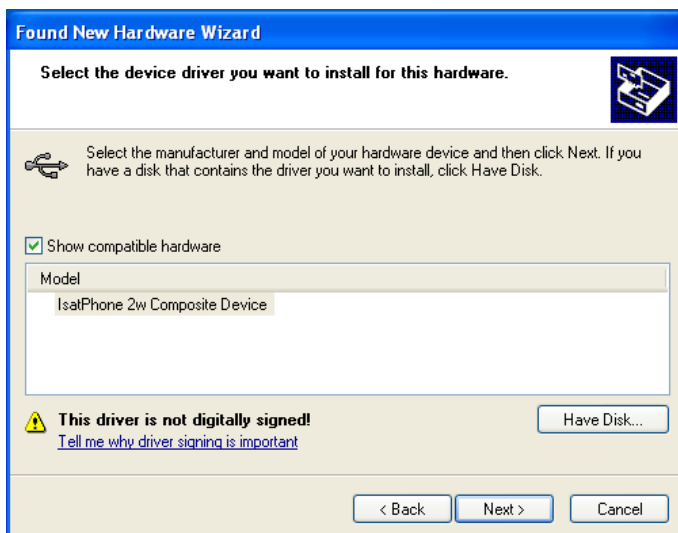 Found New Hardware Wizard
Select the device driver you want to install for this hardware.
Select the manufacturer and model of your hardware device and then click Next. If you
have a disk that contains the driver you want to install, click Have Disk.
Show compatible hardware
Model
IsatPhone 2w Composite Device
This driver is not digitally signed!
Tell me why driver signing is important
Have Disk...
< Back
Next >
Cancel